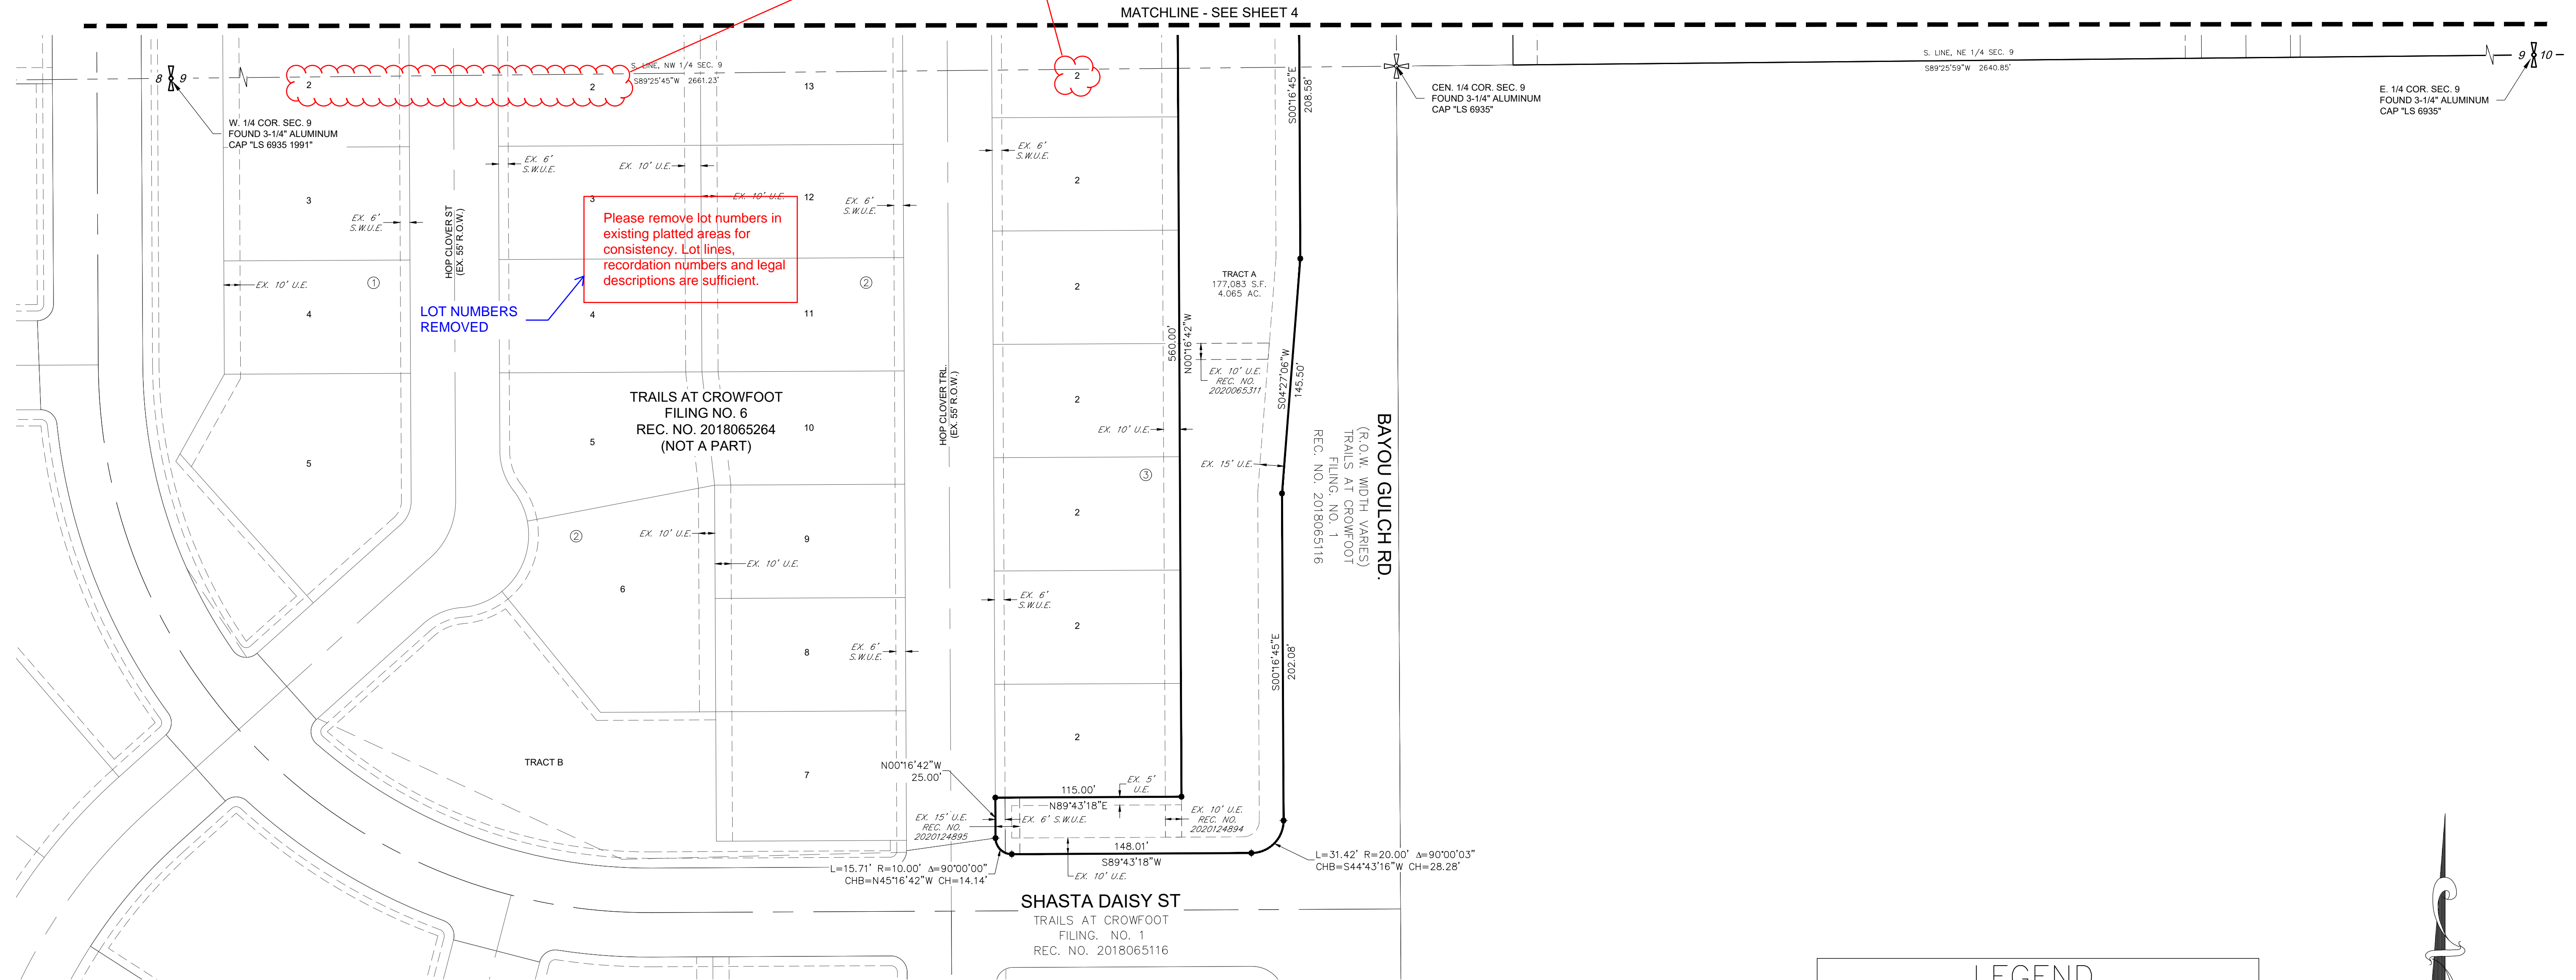 MATCHLINE - SEE SHEET 4
8 9
2
2
S. LINE, NW 1/4 SEC. 9
S89°25'45"W 2661.23'
13
2
S00°16'45"E
208.58'
S. LINE, NE 1/4 SEC. 9
S89°25'59"W 2640.85'
9 10
W. 1/4 COR. SEC. 9
FOUND 3-1/4" ALUMINUM
CAP "LS 6935 1991"
CEN. 1/4 COR. SEC. 9
FOUND 3-1/4" ALUMINUM
CAP "LS 6935"
E. 1/4 COR. SEC. 9
FOUND 3-1/4" ALUMINUM
CAP "LS 6935"
EX. 6'
S.W.U.E.
EX. 10' U.E.
EX. 6'
S.W.U.E.
2
3
3
EX. 10' U.E.
12
EX. 6'
S.W.U.E.
EX. 6'
S.W.U.E.
HOP CLOVER ST
(EX. 55' R.O.W.)
Please remove lot numbers in
existing platted areas for
consistency. Lot lines,
recordation numbers and legal
descriptions are sufficient.
EX. 10' U.E.
1
2
2
TRACT A
177,083 S.F.
4.065 AC.
LOT NUMBERS
REMOVED
4
4
11
560.00'
N00°16'42"W
EX. 10' U.E.
REC. NO.
2020065311
S04°27'06"W
145.50'
TRAILS AT CROWFOOT
FILING NO. 6
REC. NO. 2018065264
(NOT A PART)
HOP CLOVER TRL.
(EX. 55' R.O.W.)
2
5
5
10
EX. 10' U.E.
3
EX. 15' U.E.
BAYOU GULCH RD.
(R.O.W. WIDTH VARIES)
TRAILS AT CROWFOOT
FILING. NO. 1
REC. NO. 2018065116
2
2
EX. 10' U.E.
9
EX. 10' U.E.
6
EX. 6'
S.W.U.E.
2
8
EX. 6'
S.W.U.E.
S00°16'45"E
202.08'
2
TRACT B
7
N00°16'42"W
25.00'
115.00'
N89°43'18"E
EX. 5'
U.E.
EX. 15' U.E.
REC. NO.
2020124895
EX. 6' S.W.U.E.
EX. 10' U.E.
REC. NO.
2020124894
148.01'
S89°43'18"W
L=15.71' R=10.00' Δ=90°00'00"
CHB=N45°16'42"W CH=14.14'
EX. 10' U.E.
L=31.42' R=20.00' Δ=90°00'03"
CHB=S44°43'16"W CH=28.28'
SHASTA DAISY ST
TRAILS AT CROWFOOT
FILING. NO. 1
REC. NO. 2018065116
LEGEND